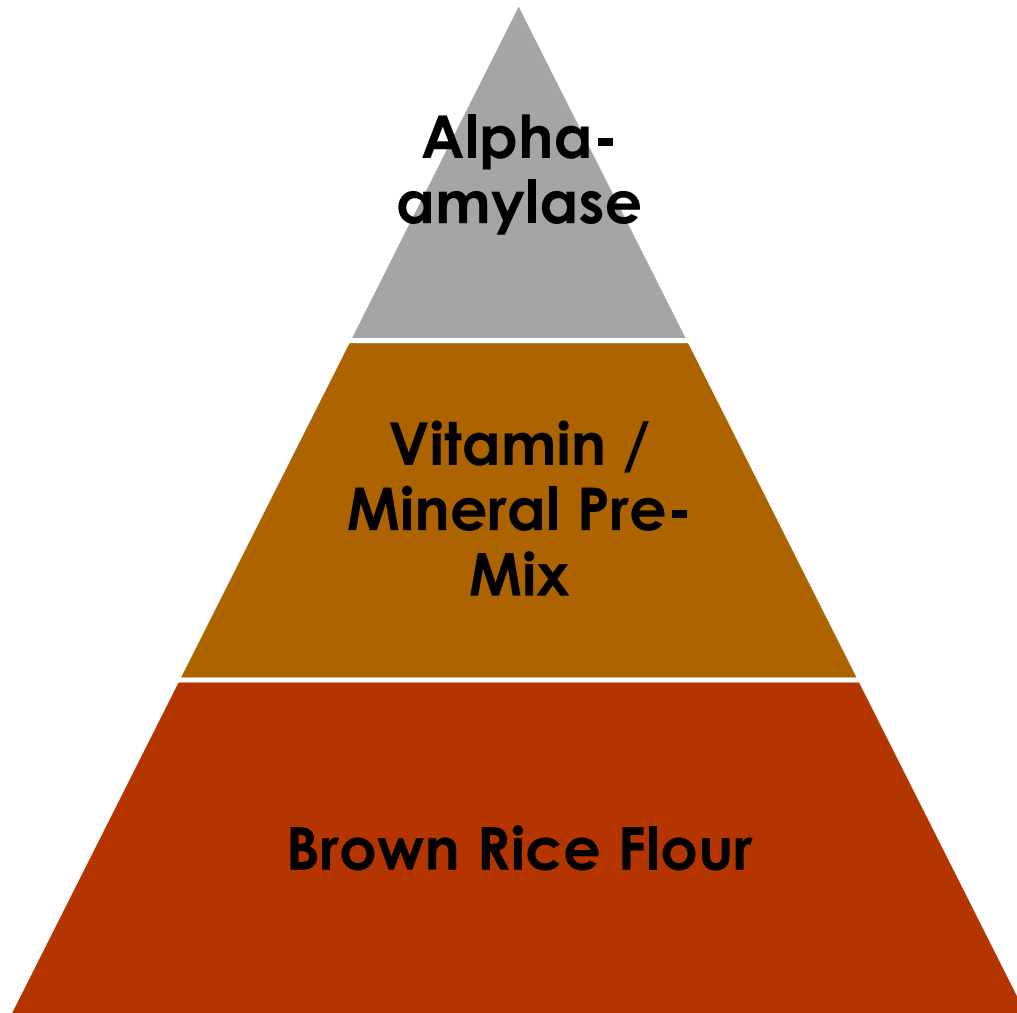 Alpha-
amylase
Vitamin /
Mineral Pre-
Mix
Brown Rice Flour